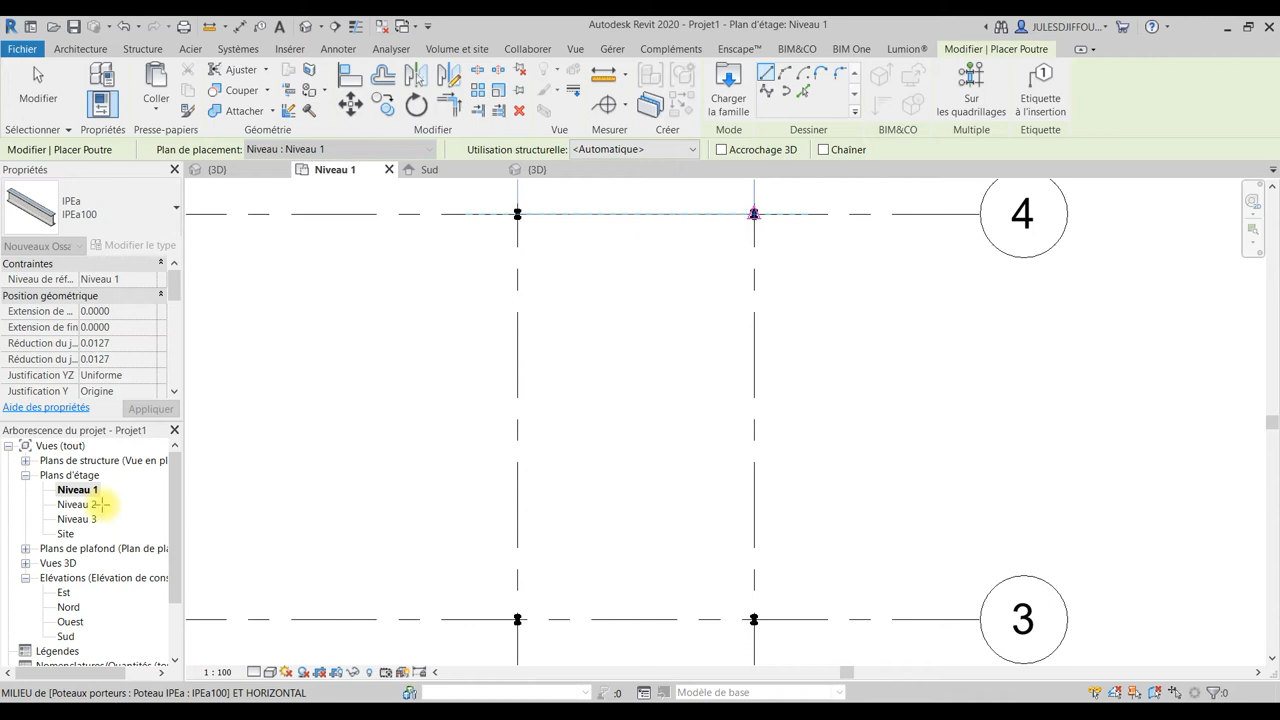 Autodesk Revit 2020 - Projet1 - Plan d'étage: Niveau 1
JULESDJIFFOU...
Fichier Architecture Structure Acier Systèmes Insérer Annoter Analyser Volume et site Collaborer Vue Gérer Compléments Enscape™ BIM&CO BIM One Lumion® Modifier | Placer Poutre
Modifier
Coller
Ajuster
Couper
Attacher
Charger
la famille
Sur
les quadrillages
Etiquette
à l'insertion
Sélectionner Propriétés Presse-papiers Géométrie Modifier Vue Mesurer Créer Mode Dessiner BIM&CO Multiple Etiquette
Modifier | Placer Poutre Plan de placement: Niveau : Niveau 1 Utilisation structurelle: <Automatique> Accrochage 3D Chaîner
Propriétés
{3D} Niveau 1 Sud {3D}
IPEa
IPEa100
Nouveaux Ossa Modifier le type
Contraintes
Niveau de réf... Niveau 1
Position géométrique
Extension de ... 0.0000
Extension de fin 0.0000
Réduction du j... 0.0127
Réduction du j... 0.0127
Justification YZ Uniforme
Justification Y Origine
Aide des propriétés Appliquer
Arborescence du projet - Projet1
Vues (tout)
Plans de structure (Vue en pl
Plans d'étage
Niveau 1
Niveau 2
Niveau 3
Site
Plans de plafond (Plan de pla
Vues 3D
Elévations (Elévation de cons
Est
Nord
Ouest
Sud
Légendes
Nomenclatures/Quantités (to
4
3
1 : 100
MILIEU de [Poteaux porteurs : Poteau IPEa : IPEa100] ET HORIZONTAL
:0
Modèle de base
:0